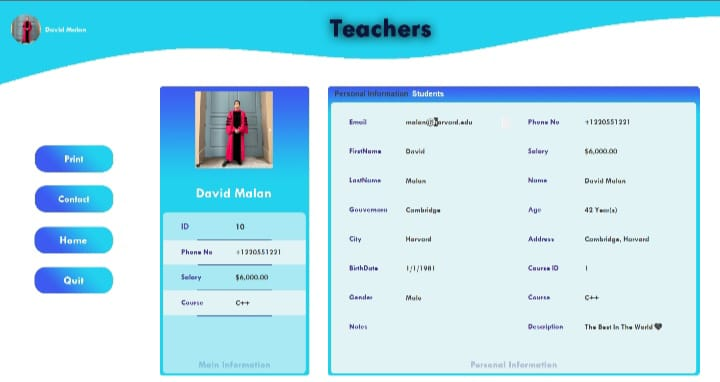 David Malan
Teachers
Print
Contact
Home
Quit
David Malan
ID 10
Phone No +1220551221
Salary $6,000.00
Course C++
Main Information
Personal Information Students
Email malan@harvard.edu Phone No +1220551221
FirstName David Salary $6,000.00
LastName Malan Name David Malan
Gouvernora Cambridge Age 42 Year(s)
City Harvard Address Cambridge, Harvard
BirthDate 1/1/1981 Course ID 1
Gender Male Course C++
Notes Description The Best In The World 🖤
Personal Information